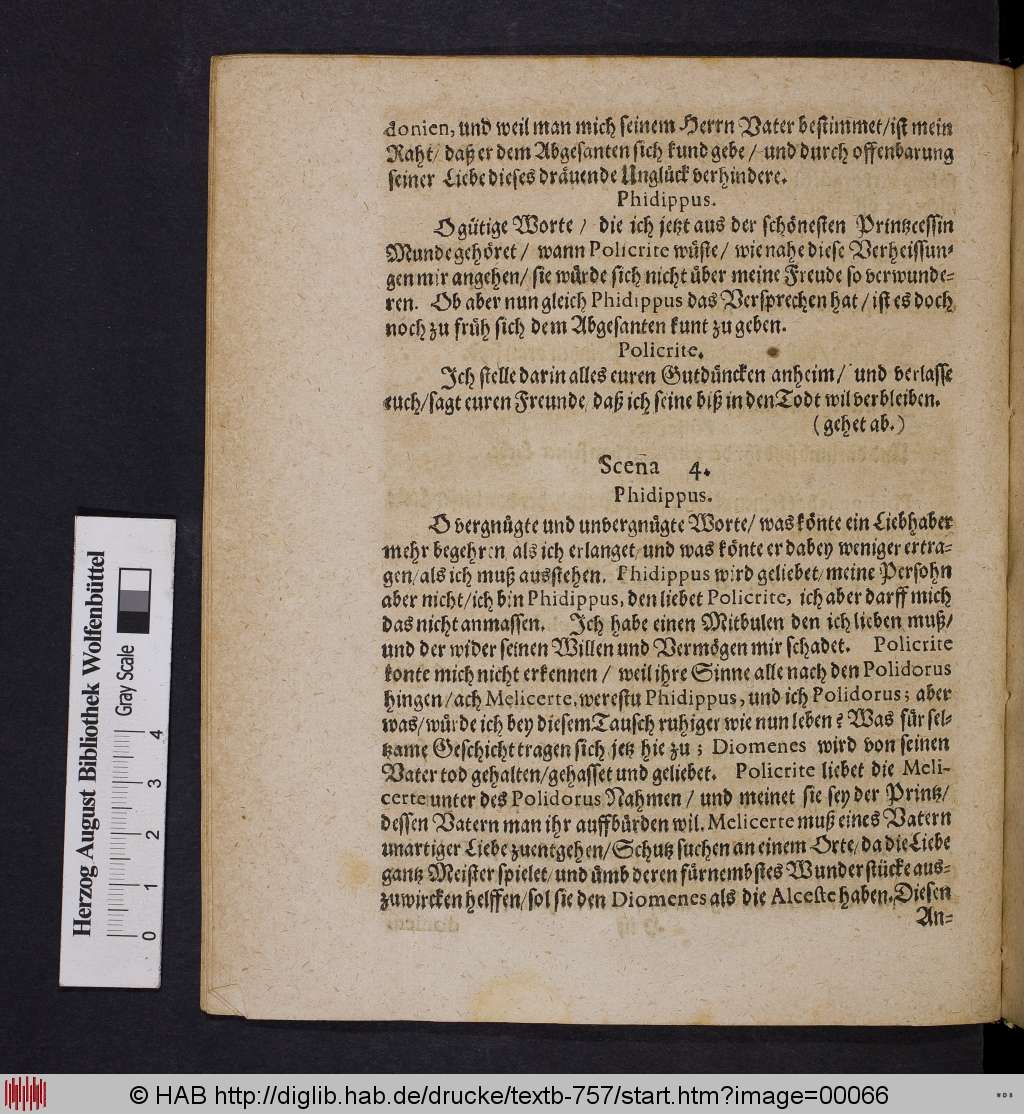 donien, und weil man mich seinem Herrn Vater bestimmet/ist mein
Raht/ daß er dem Abgesanten sich kund gebe / und durch offenbarung
seiner Liebe dieses dräuende Unglück verhindere.
Phidippus.
O gütige Worte / die ich jetzt aus der schönesten Printzcessin
Munde gehöret / wann Policrite wüste / wie nahe diese Verheissun-
gen mir angehen/ sie würde sich nicht über meine Freude so verwunde-
ren. Ob aber nun gleich Phidippus das Versprechen hat / ist es doch
noch zu früh sich dem Abgesanten kunt zu geben.
Policrite.
Ich stelle darin alles euren Gutdüncken anheim / und verlasse
euch/sagt euren Freunde/ daß ich seine biß in den Todt wil verbleiben.
(gehet ab.)
Scena 4.
Phidippus.
O vergnügte und unvergnügte Worte/ was könte ein Liebhaber
mehr begehren als ich erlanget/ und was könte er dabey weniger ertra-
gen/als ich muß ausstehen. Phidippus wird geliebet/ meine Persohn
aber nicht/ich bin Phidippus, den liebet Policrite, ich aber darff mich
das nicht anmassen. Ich habe einen Mitbulen den ich lieben muß/
und der wider seinen Willen und Vermögen mir schadet. Policrite
konte mich nicht erkennen / weil ihre Sinne alle nach den Polidorus
hingen/ach Melicerte, werestu Phidippus, und ich Polidorus; aber
was/würde ich bey diesem Tausch ruhiger wie nun leben? Was für sel-
tzame Geschicht tragen sich jetz hie zu; Diomenes wird von seinen
Vater tod gehalten/gehasset und geliebet. Policrite liebet die Meli-
certe unter des Polidorus Nahmen / und meinet sie sey der Printz/
dessen Vatern man ihr auffbürden wil. Melicerte muß eines Vatern
unartiger Liebe zuentgehen/Schutz suchen an einem Orte/ da die Liebe
gantz Meister spielet/ und ümb deren fürnembstes Wunderstücke aus-
zuwircken helffen/sol sie den Diomenes als die Alceste haben. Diesen
An-
Herzog August Bibliothek Wolfenbüttel
Gray Scale
0 1 2 3 4
© HAB http://diglib.hab.de/drucke/textb-757/start.htm?image=00066